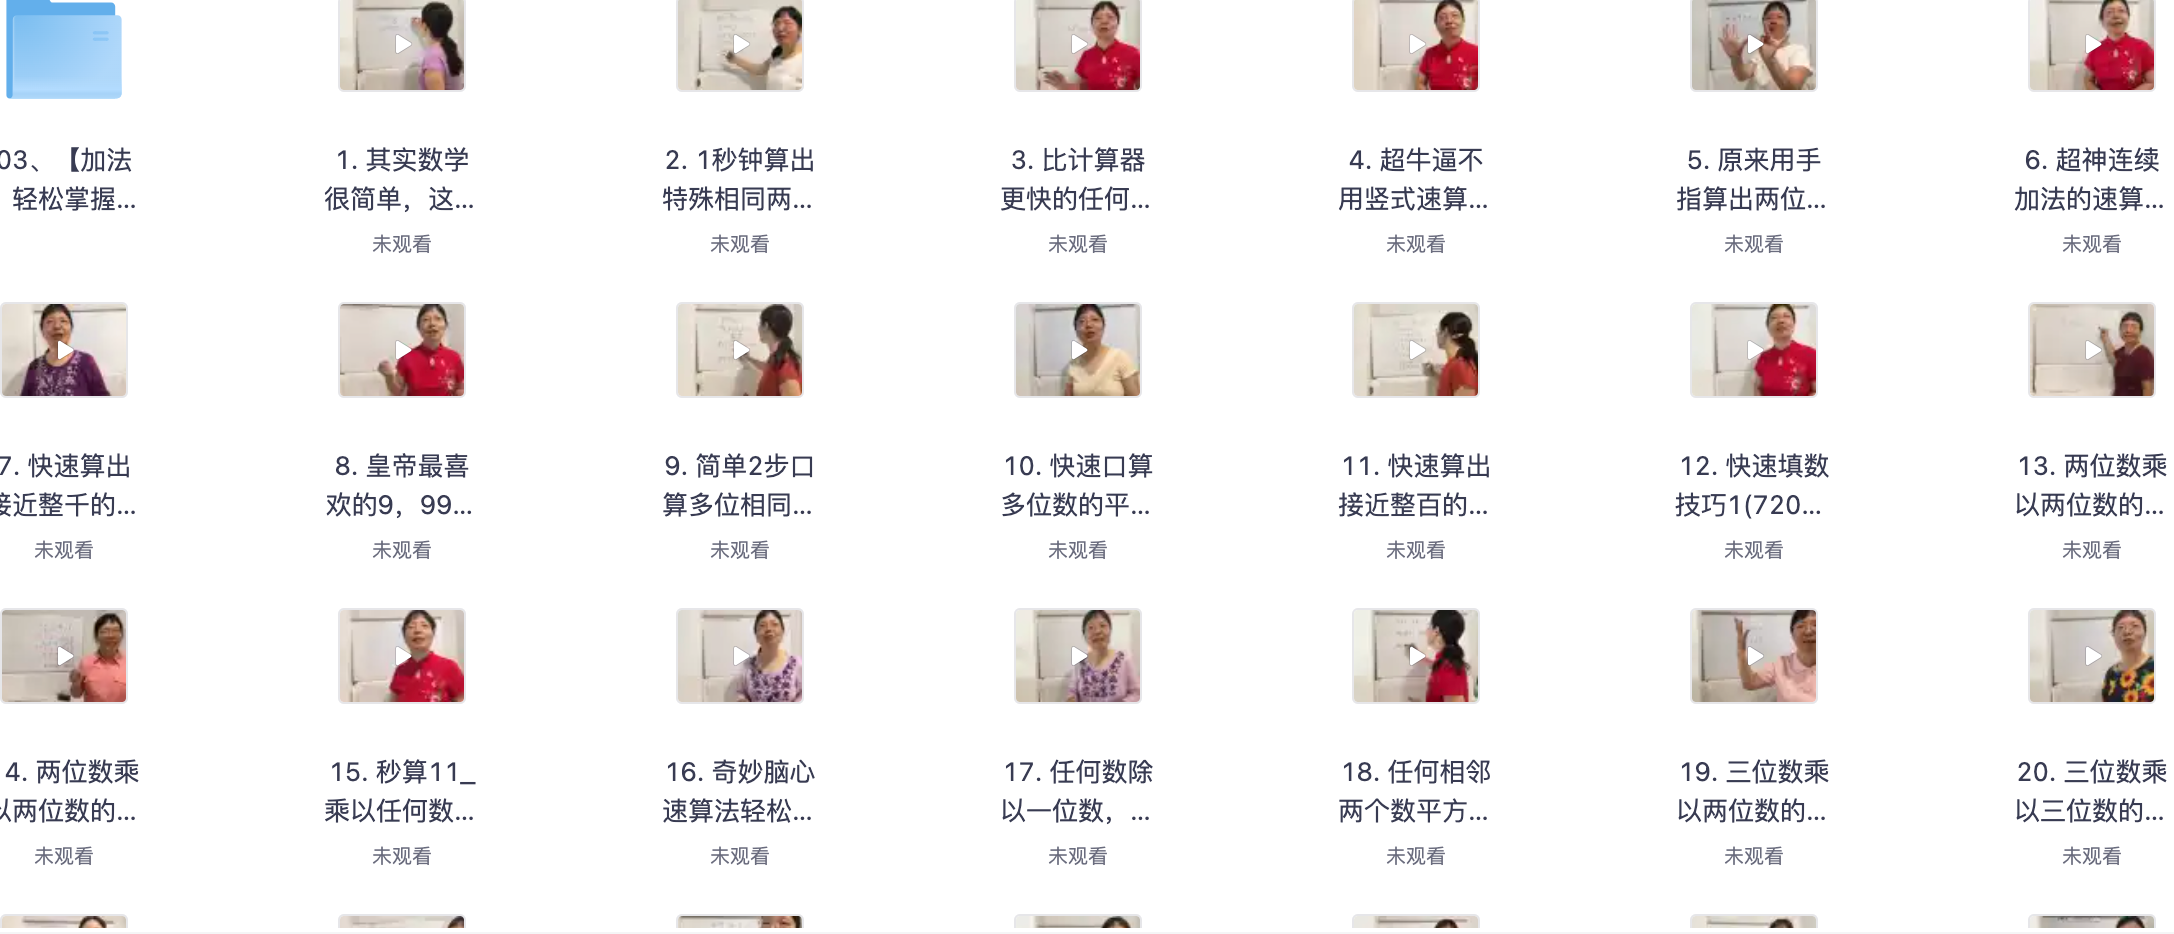 03、【加法
轻松掌握...
1. 其实数学
很简单，这...
未观看
2. 1秒钟算出
特殊相同两...
未观看
3. 比计算器
更快的任何...
未观看
4. 超牛逼不
用竖式速算...
未观看
5. 原来用手
指算出两位...
未观看
6. 超神连续
加法的速算...
未观看
7. 快速算出
接近整千的...
未观看
8. 皇帝最喜
欢的9，99...
未观看
9. 简单2步口
算多位相同...
未观看
10. 快速口算
多位数的平...
未观看
11. 快速算出
接近整百的...
未观看
12. 快速填数
技巧1(720...
未观看
13. 两位数乘
以两位数的...
未观看
4. 两位数乘
以两位数的...
未观看
15. 秒算11_
乘以任何数...
未观看
16. 奇妙脑心
速算法轻松...
未观看
17. 任何数除
以一位数，...
未观看
18. 任何相邻
两个数平方...
未观看
19. 三位数乘
以两位数的...
未观看
20. 三位数乘
以三位数的...
未观看